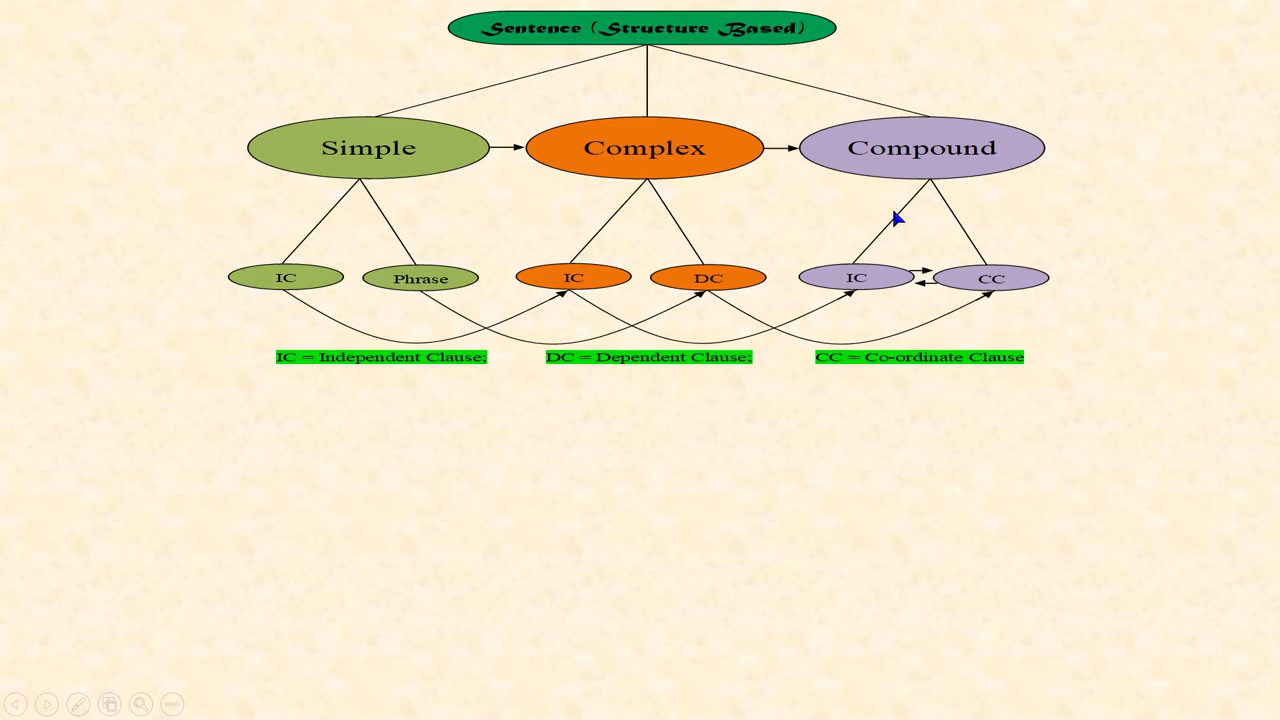 Sentence (Structure Based)
Simple
Complex
Compound
IC
Phrase
IC
DC
IC
CC
IC = Independent Clause;
DC = Dependent Clause;
CC = Co-ordinate Clause